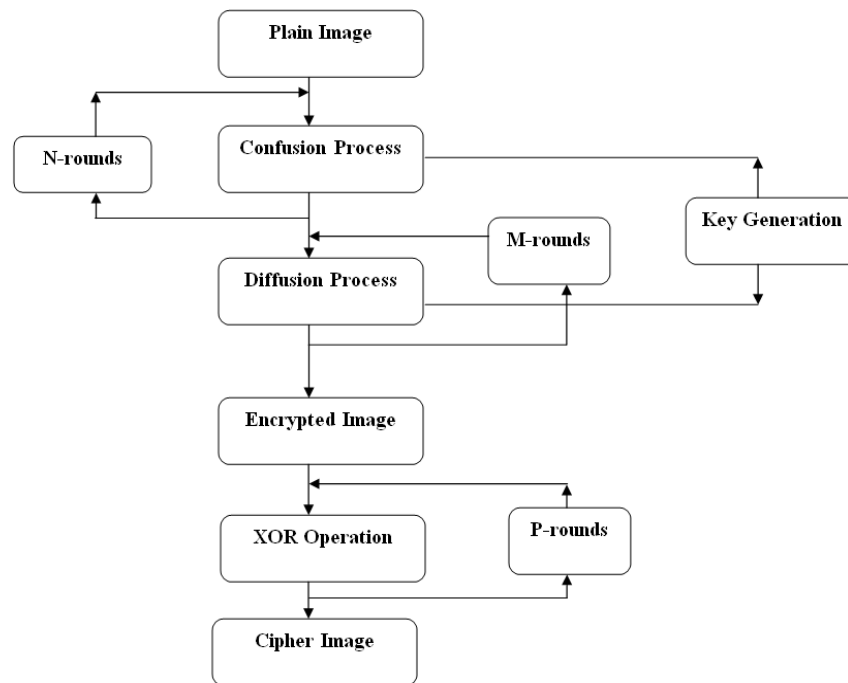 Plain Image
Confusion Process
N-rounds
Key Generation
M-rounds
Diffusion Process
Encrypted Image
XOR Operation
P-rounds
Cipher Image